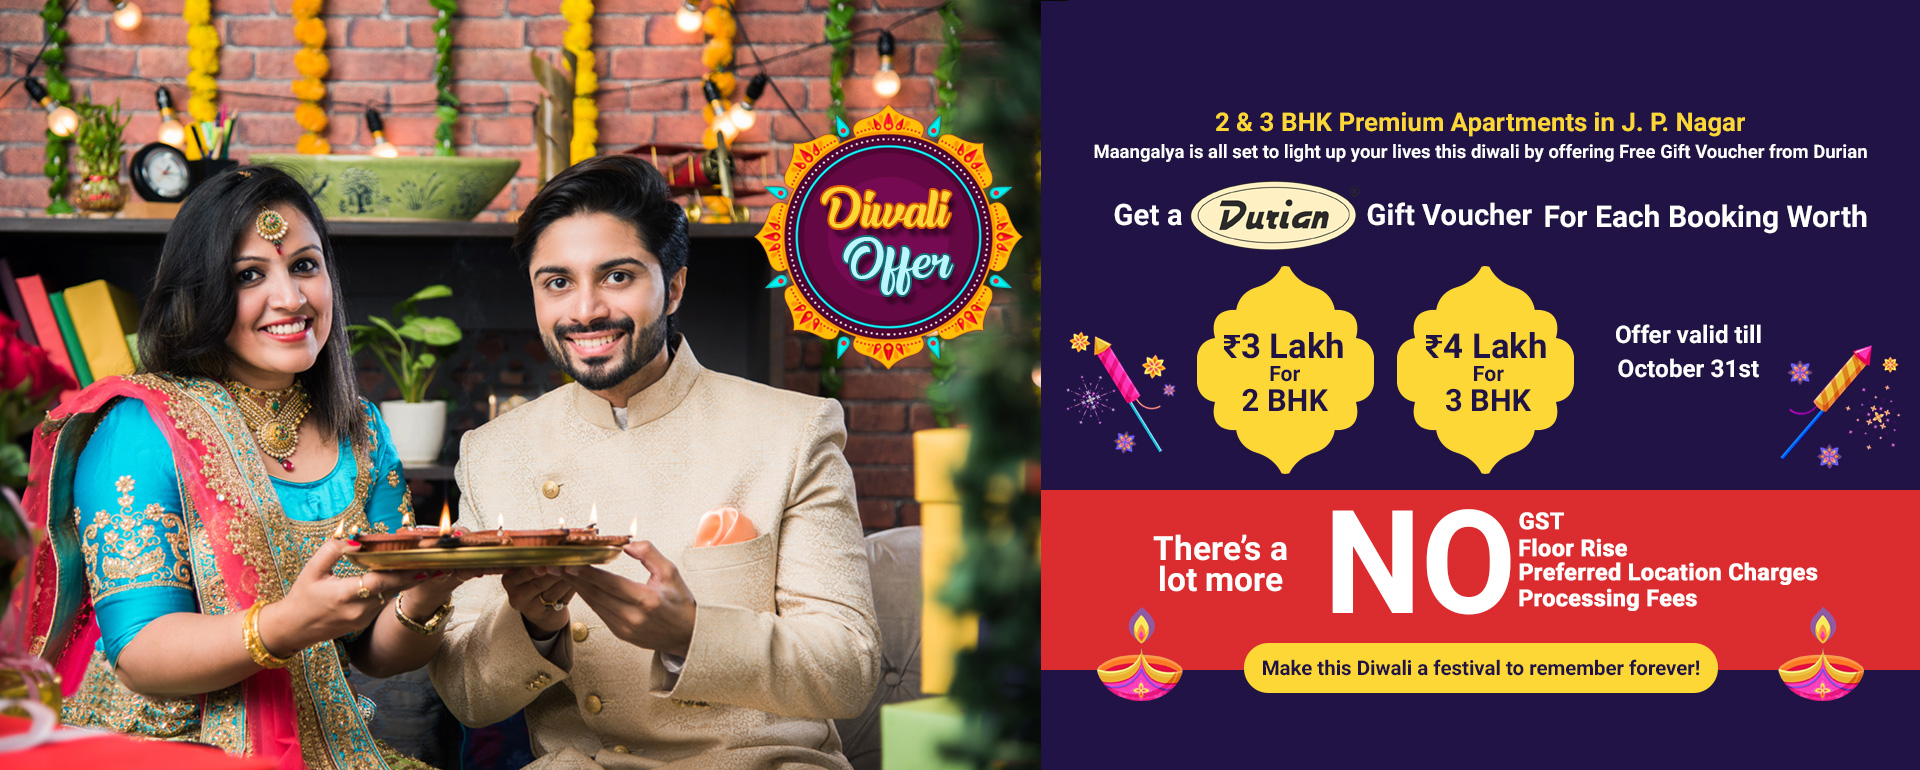 Diwali
Offer
2 & 3 BHK Premium Apartments in J. P. Nagar
Maangalya is all set to light up your lives this diwali by offering Free Gift Voucher from Durian
Get a Durian Gift Voucher For Each Booking Worth
₹3 Lakh
For
2 BHK
₹4 Lakh
For
3 BHK
Offer valid till
October 31st
There's a
lot more
NO
GST
Floor Rise
Preferred Location Charges
Processing Fees
Make this Diwali a festival to remember forever!